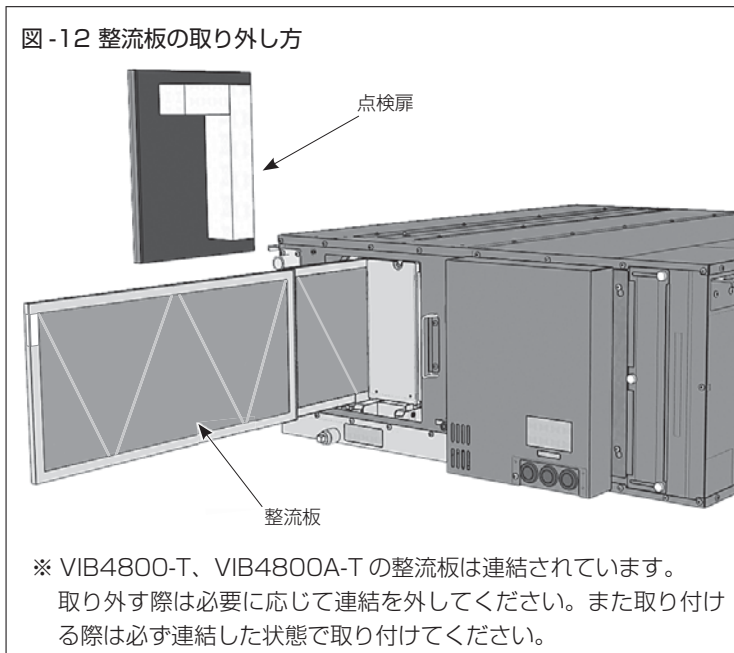 図-12 整流板の取り外し方
点検扉
整流板
※ VIB4800-T、VIB4800A-Tの整流板は連結されています。
取り外す際は必要に応じて連結を外してください。また取り付け
る際は必ず連結した状態で取り付けてください。